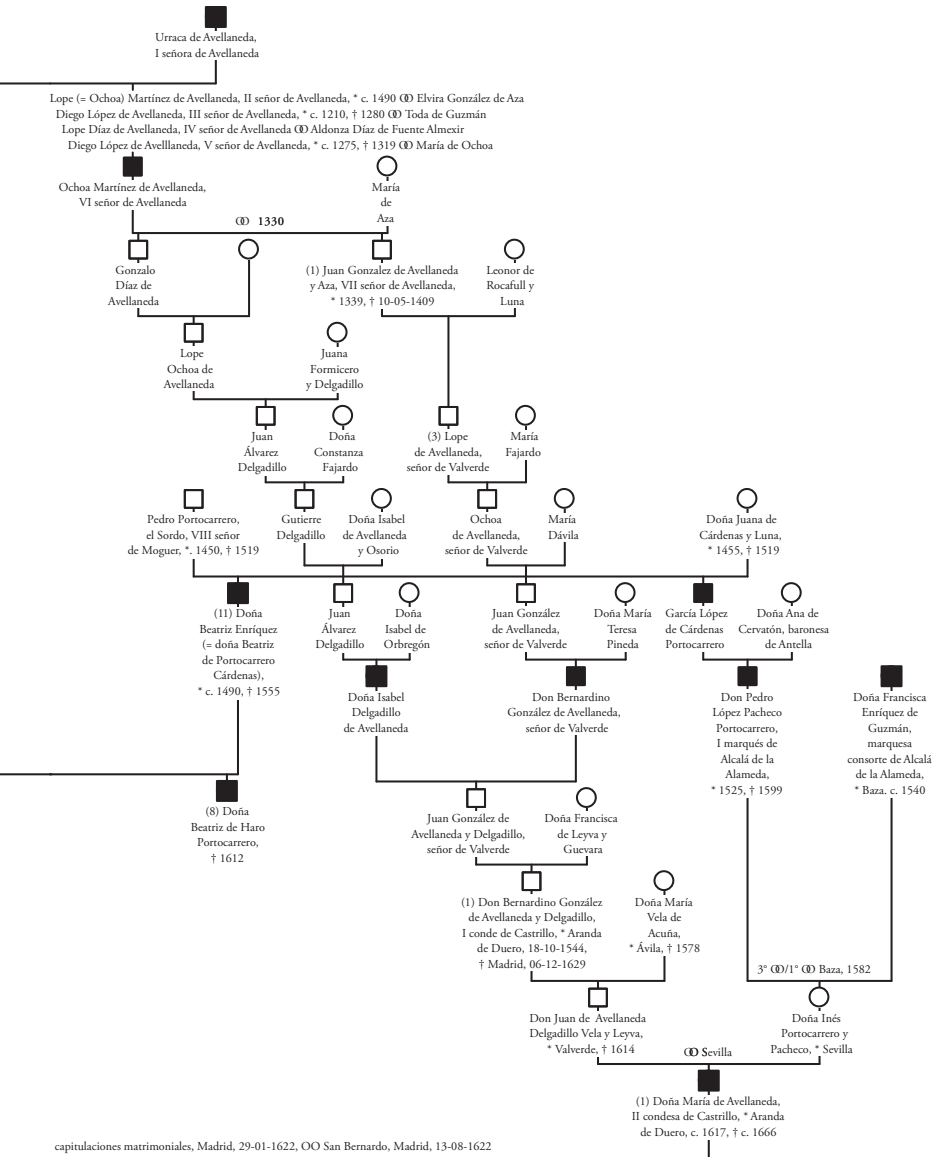 Urraca de Avellaneda,
I señora de Avellaneda
Lope (= Ochoa) Martínez de Avellaneda, II señor de Avellaneda, * c. 1490 OO Elvira González de Aza
Diego López de Avellaneda, III señor de Avellaneda, * c. 1210, † 1280 OO Toda de Guzmán
Lope Díaz de Avellaneda, IV señor de Avellaneda OO Aldonza Díaz de Fuente Almexir
Diego López de Avelllaneda, V señor de Avellaneda, * c. 1275, † 1319 OO María de Ochoa
Ochoa Martínez de Avellaneda,
VI señor de Avellaneda
María
de
Aza
OO 1330
Gonzalo
Díaz de
Avellaneda
(1) Juan Gonzalez de Avellaneda
y Aza, VII señor de Avellaneda,
* 1339, † 10-05-1409
Leonor de
Rocafull y
Luna
Lope
Ochoa de
Avellaneda
Juana
Formicero
y Delgadillo
Juan
Álvarez
Delgadillo
Doña
Constanza
Fajardo
(3) Lope
de Avellaneda,
señor de Valverde
María
Fajardo
Pedro Portocarrero,
el Sordo, VIII señor
de Moguer, *. 1450, † 1519
Gutierre
Delgadillo
Doña Isabel
de Avellaneda
y Osorio
Ochoa
de Avellaneda,
señor de Valverde
María
Dávila
Doña Juana de
Cárdenas y Luna,
* 1455, † 1519
(11) Doña
Beatriz Enríquez
(= doña Beatriz
de Portocarrero
Cárdenas),
* c. 1490, † 1555
Juan
Álvarez
Delgadillo
Doña
Isabel de
Orbregón
Juan González
de Avellaneda,
señor de Valverde
Doña María
Teresa
Pineda
García López
de Cárdenas
Portocarrero
Doña Ana de
Cervatón, baronesa
de Antella
Doña Isabel
Delgadillo
de Avellaneda
Don Bernardino
González de Avellaneda,
señor de Valverde
Don Pedro
López Pacheco
Portocarrero,
I marqués de
Alcalá de la
Alameda,
* 1525, † 1599
Doña Francisca
Enríquez de
Guzmán,
marquesa
consorte de Alcalá
de la Alameda,
* Baza. c. 1540
(8) Doña
Beatriz de Haro
Portocarrero,
† 1612
Juan González de
Avellaneda y Delgadillo,
señor de Valverde
Doña Francisca
de Leyva y
Guevara
(1) Don Bernardino González
de Avellaneda y Delgadillo,
I conde de Castrillo, * Aranda
de Duero, 18-10-1544,
† Madrid, 06-12-1629
Doña María
Vela de
Acuña,
* Ávila, † 1578
3° OO/1° OO Baza, 1582
Don Juan de Avellaneda
Delgadillo Vela y Leyva,
* Valverde, † 1614
Doña Inés
Portocarrero y
Pacheco, * Sevilla
OO Sevilla
(1) Doña María de Avellaneda,
II condesa de Castrillo, * Aranda
de Duero, c. 1617, † c. 1666
capitulaciones matrimoniales, Madrid, 29-01-1622, OO San Bernardo, Madrid, 13-08-1622